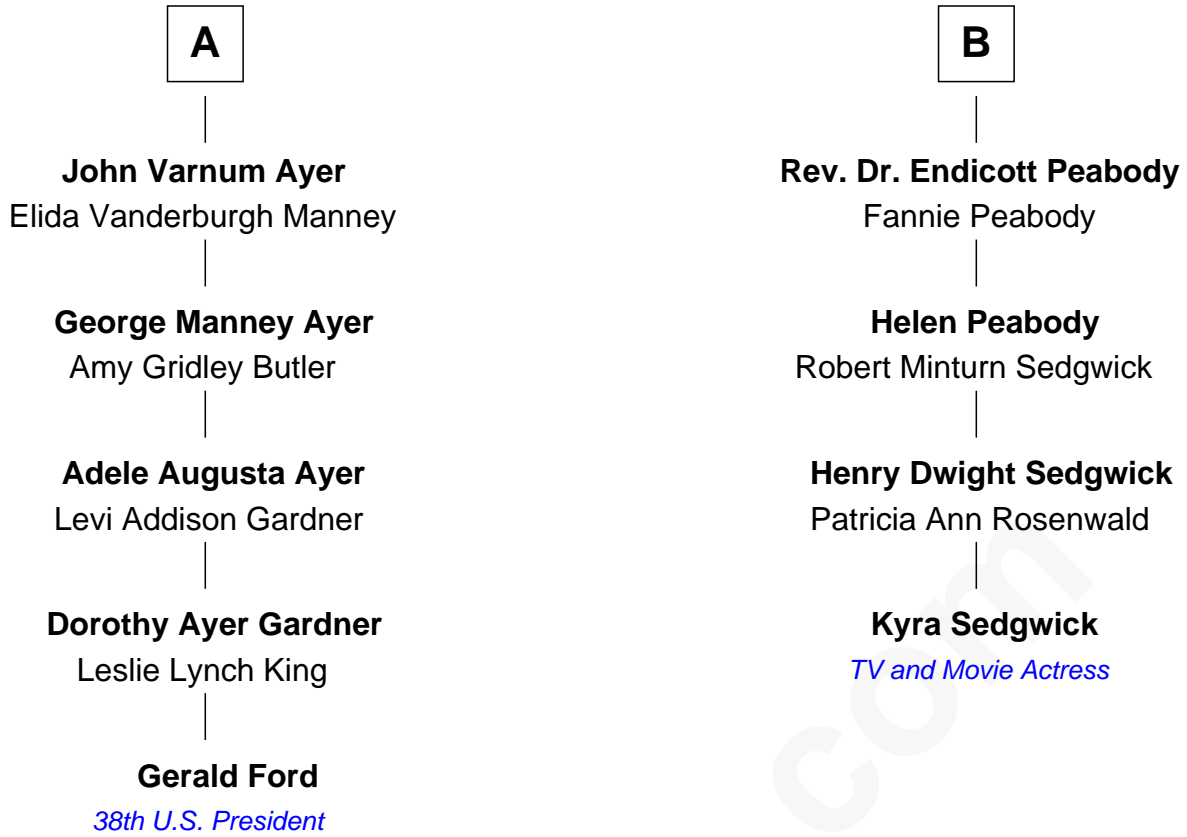 A
John Varnum Ayer
Elida Vanderburgh Manney
George Manney Ayer
Amy Gridley Butler
Adele Augusta Ayer
Levi Addison Gardner
Dorothy Ayer Gardner
Leslie Lynch King
Gerald Ford
38th U.S. President
B
Rev. Dr. Endicott Peabody
Fannie Peabody
Helen Peabody
Robert Minturn Sedgwick
Henry Dwight Sedgwick
Patricia Ann Rosenwald
Kyra Sedgwick
TV and Movie Actress
com